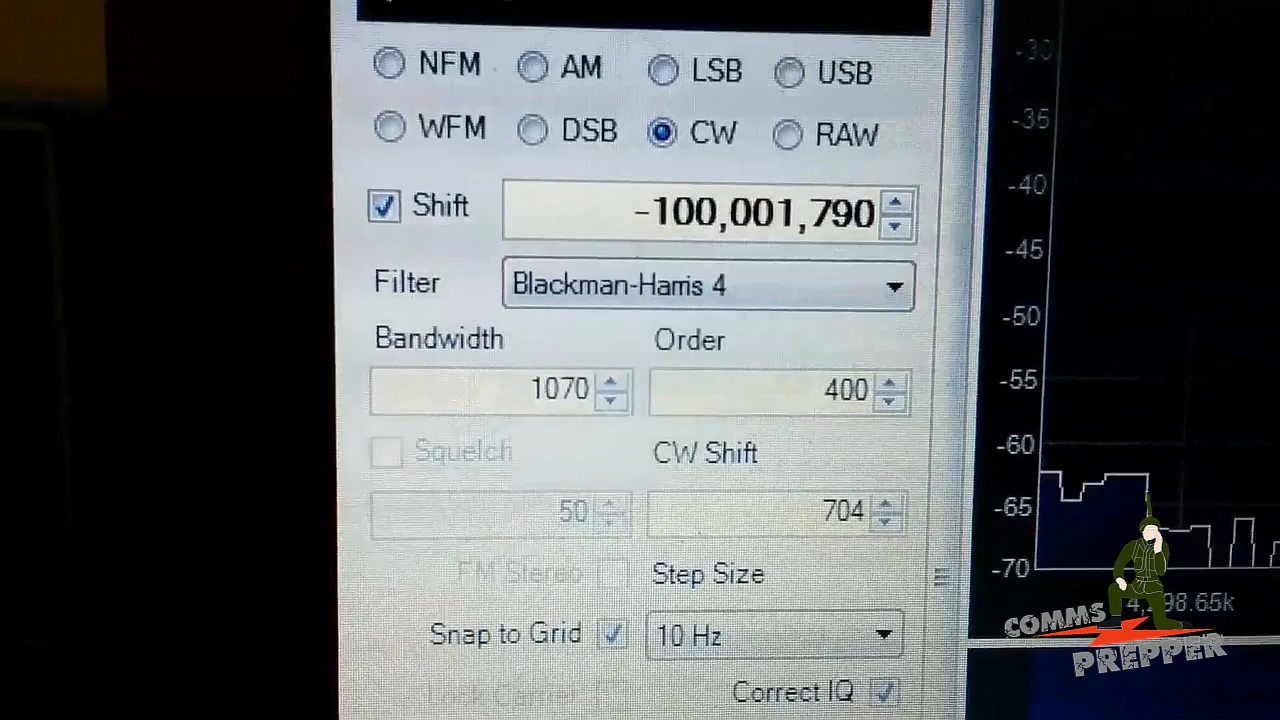 NFM AM LSB USB
WFM DSB CW RAW
Shift -100,001,790
Filter Blackman-Harris 4
Bandwidth Order
1070 400
Squelch CW Shift
50 704
FM Stereo Step Size
Snap to Grid 10 Hz
Correct IQ
-30
-35
-40
-45
-50
-55
-60
-65
-70
98.65k
COMMS
PREPPER